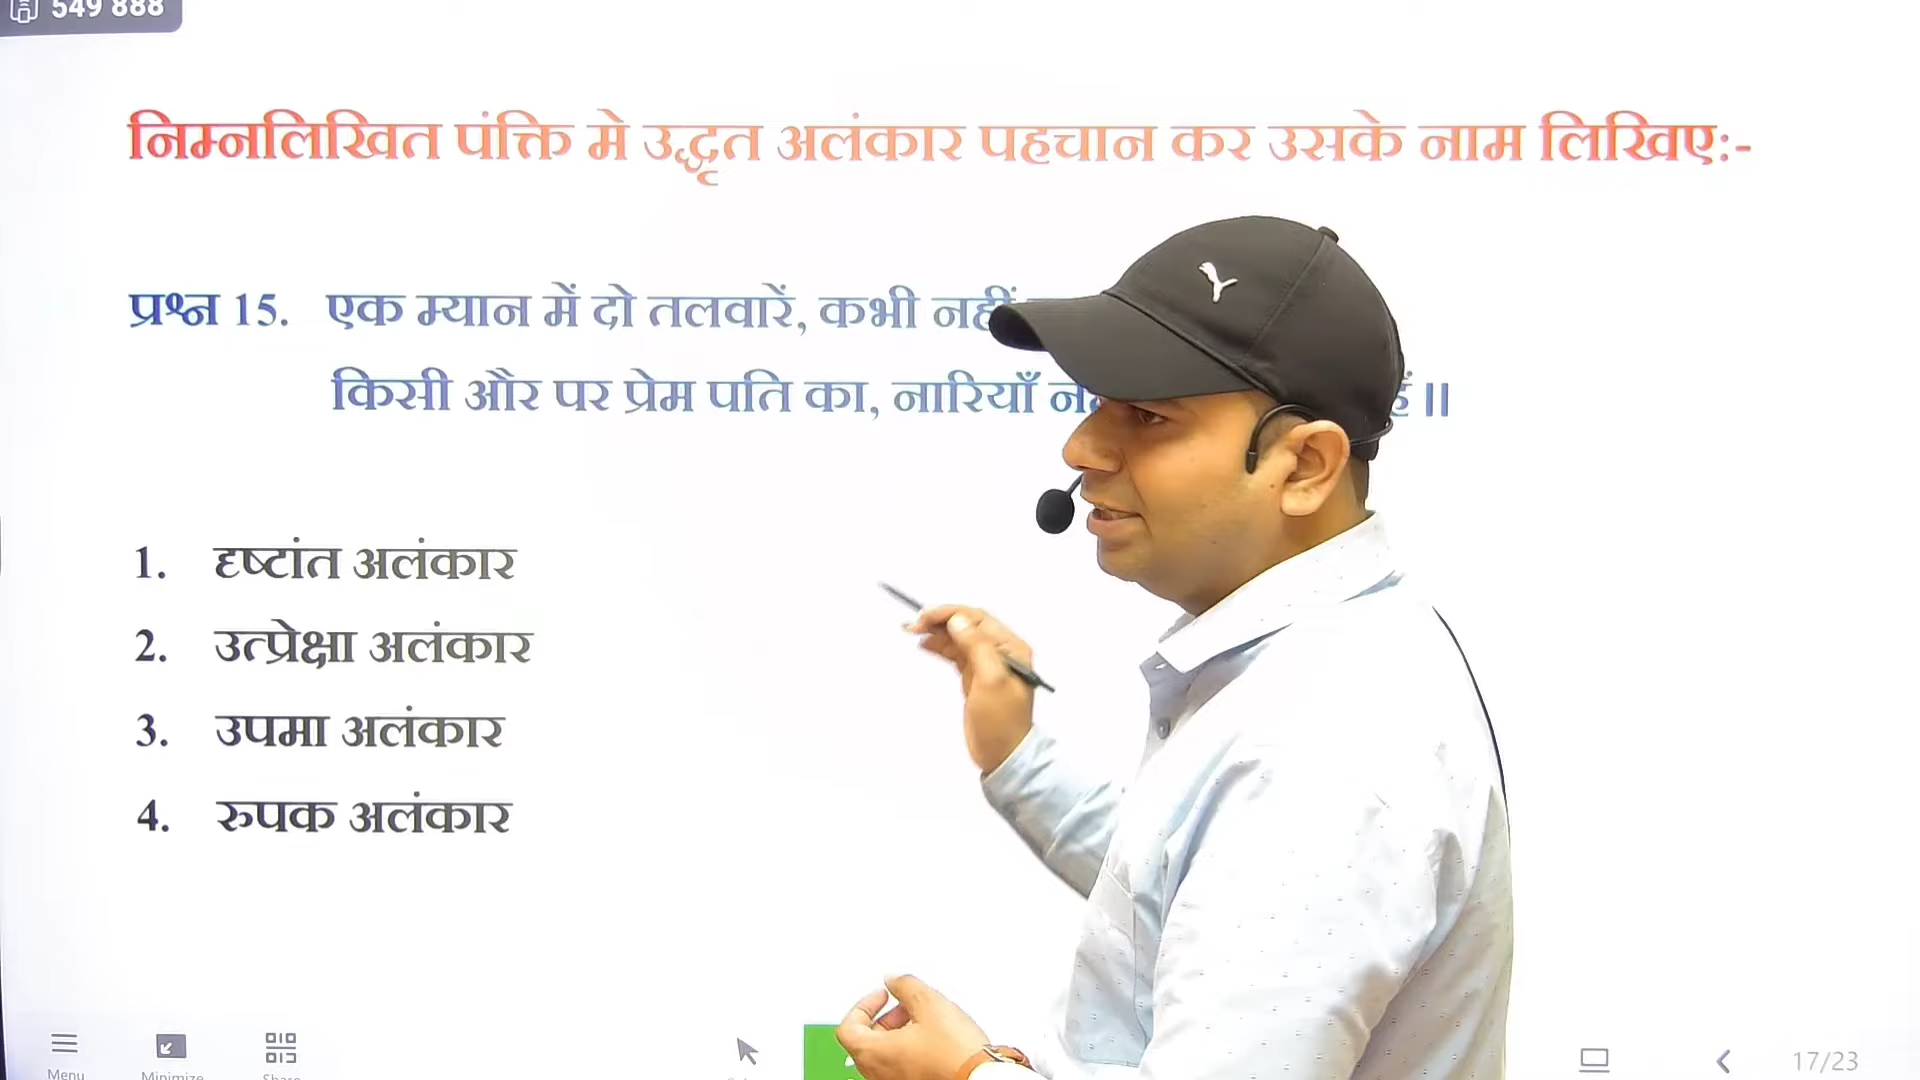 549 888
निम्नलिखित पंक्ति मे उद्धृत अलंकार पहचान कर उसके नाम लिखिए:-
प्रश्न 15. एक म्यान में दो तलवारें, कभी नहीं
किसी और पर प्रेम पति का, नारियाँ हैं ॥
1. दृष्टांत अलंकार
2. उत्प्रेक्षा अलंकार
3. उपमा अलंकार
4. रुपक अलंकार
Menu
Minimize
Share
17/23